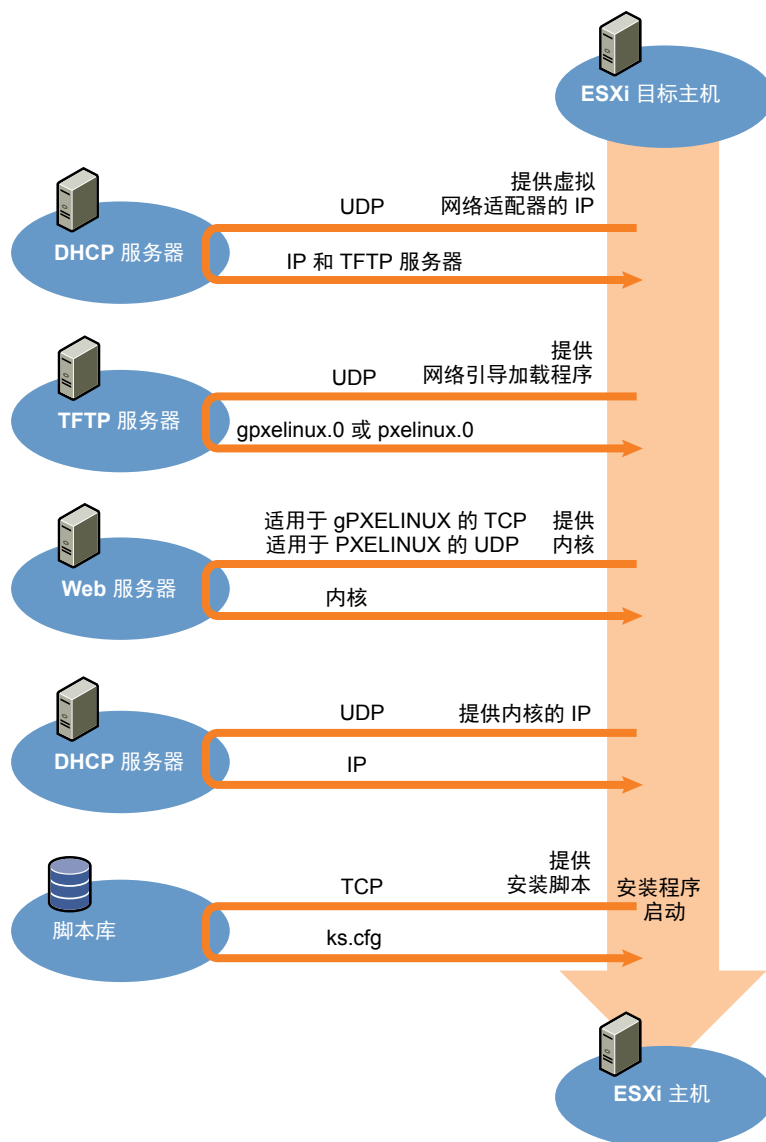 ESXi 目标主机
提供虚拟
UDP 网络适配器的 IP
DHCP 服务器
IP 和 TFTP 服务器
提供
UDP 网络引导加载程序
TFTP 服务器
gpxelinux.0 或 pxelinux.0
适用于 gPXELINUX 的 TCP 提供
适用于 PXELINUX 的 UDP 内核
Web 服务器
内核
UDP 提供内核的 IP
DHCP 服务器
IP
提供
TCP 安装脚本
安装程序
启动
脚本库
ks.cfg
ESXi 主机